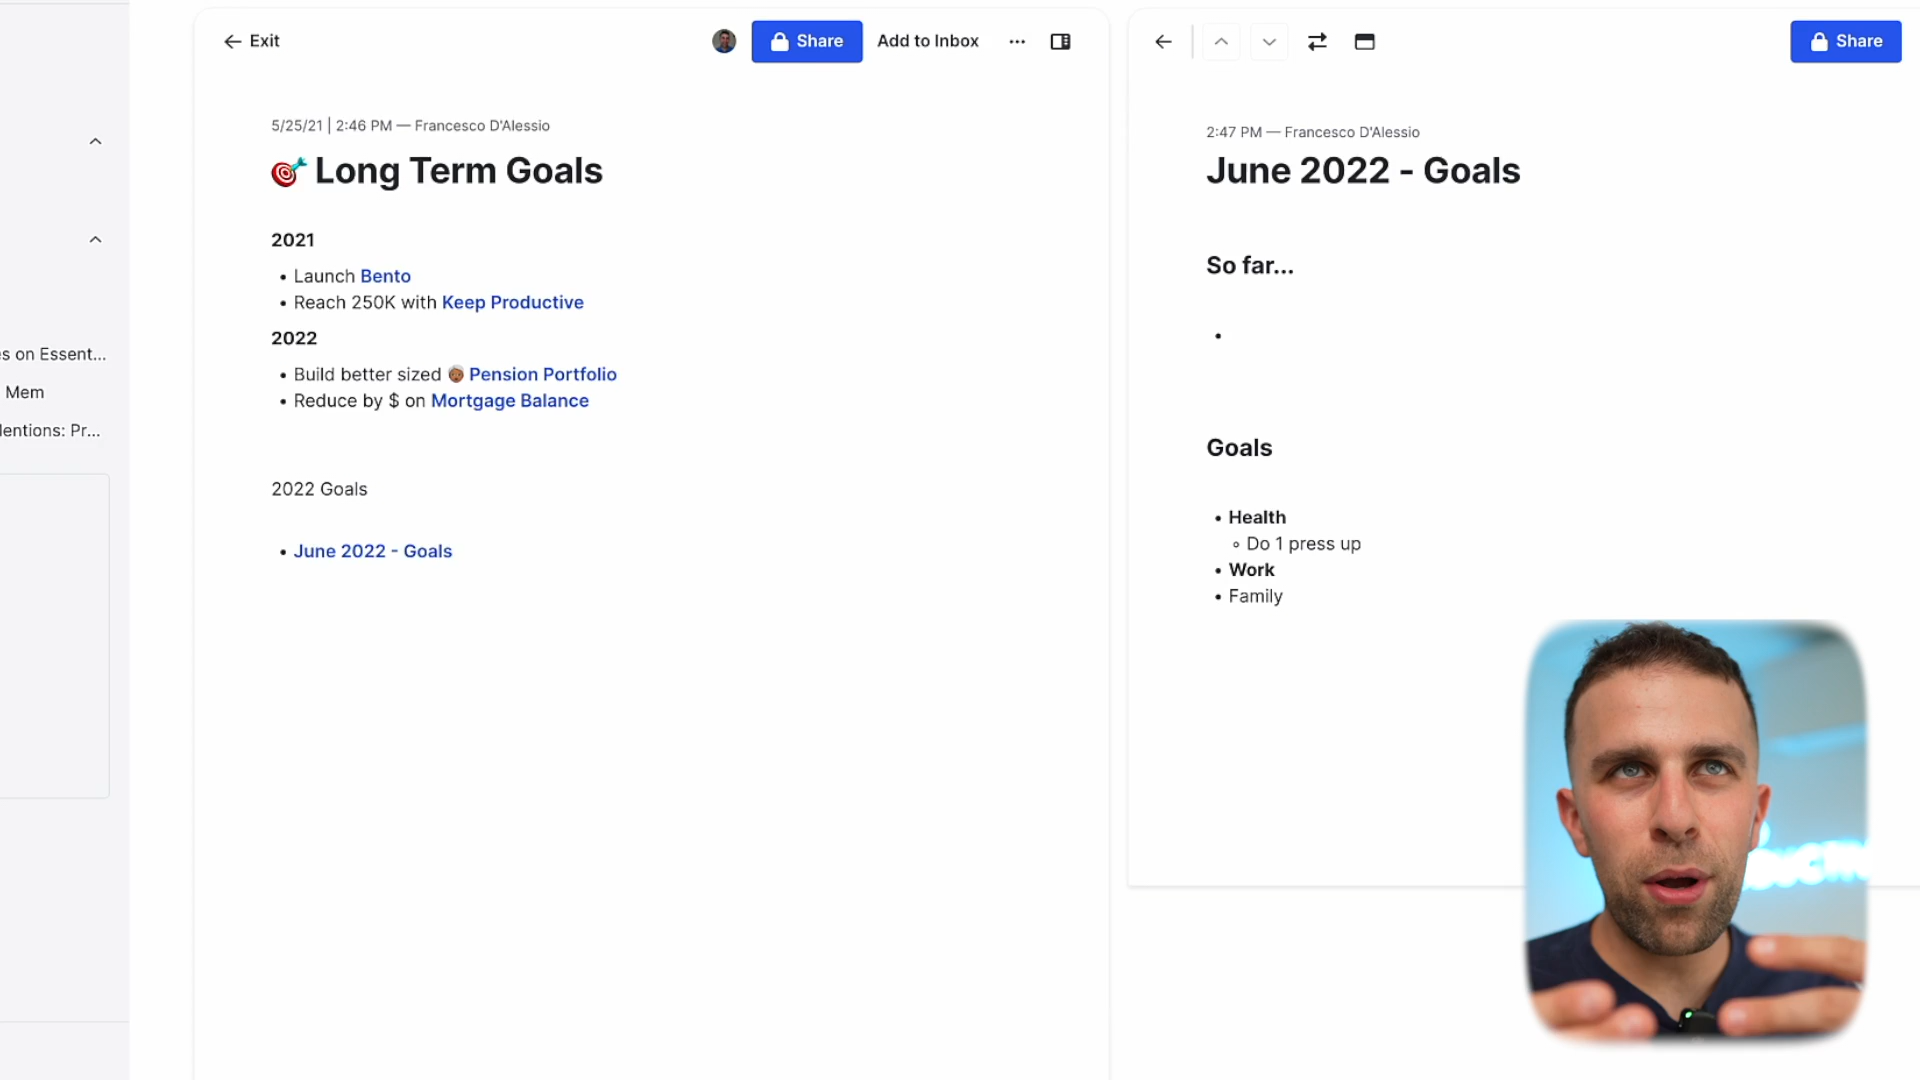 Exit
Share
Add to Inbox
Share
5/25/21 | 2:46 PM — Francesco D'Alessio
🎯 Long Term Goals
2021
• Launch Bento
• Reach 250K with Keep Productive
2022
• Build better sized 👵🏽 Pension Portfolio
• Reduce by $ on Mortgage Balance
2022 Goals
• June 2022 - Goals
2:47 PM — Francesco D'Alessio
June 2022 - Goals
So far...
•
Goals
• Health
◦ Do 1 press up
• Work
• Family
s on Essent...
Mem
entions: Pr...